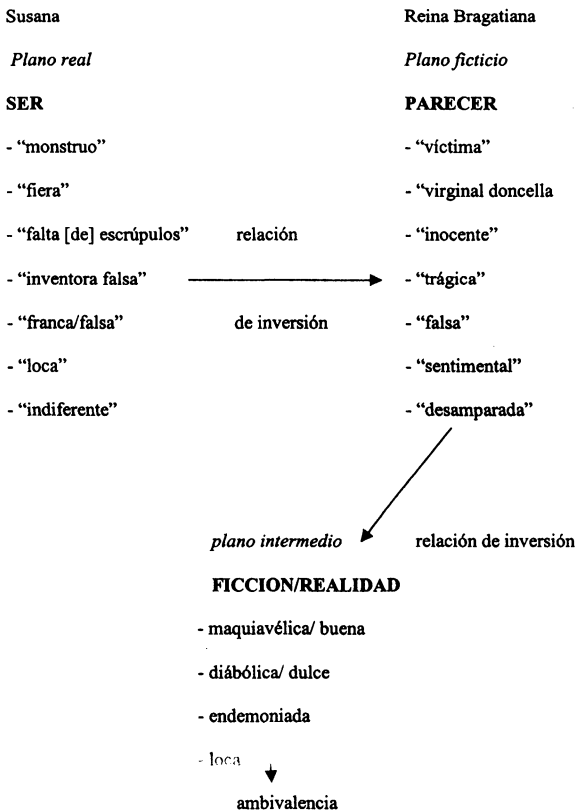 Susana Reina Bragatiana
Plano real Plano ficticio
SER PARECER
- “monstruo” - “víctima”
- “fiera” - “virginal doncella
- “falta [de] escrúpulos” relación - “inocente”
- “inventora falsa” - “trágica”
- “franca/falsa” de inversión - “falsa”
- “loca” - “sentimental”
- “indiferente” - “desamparada”
plano intermedio relación de inversión
FICCION/REALIDAD
- maquiavélica/ buena
- diábólica/ dulce
- endemoniada
- loca
ambivalencia